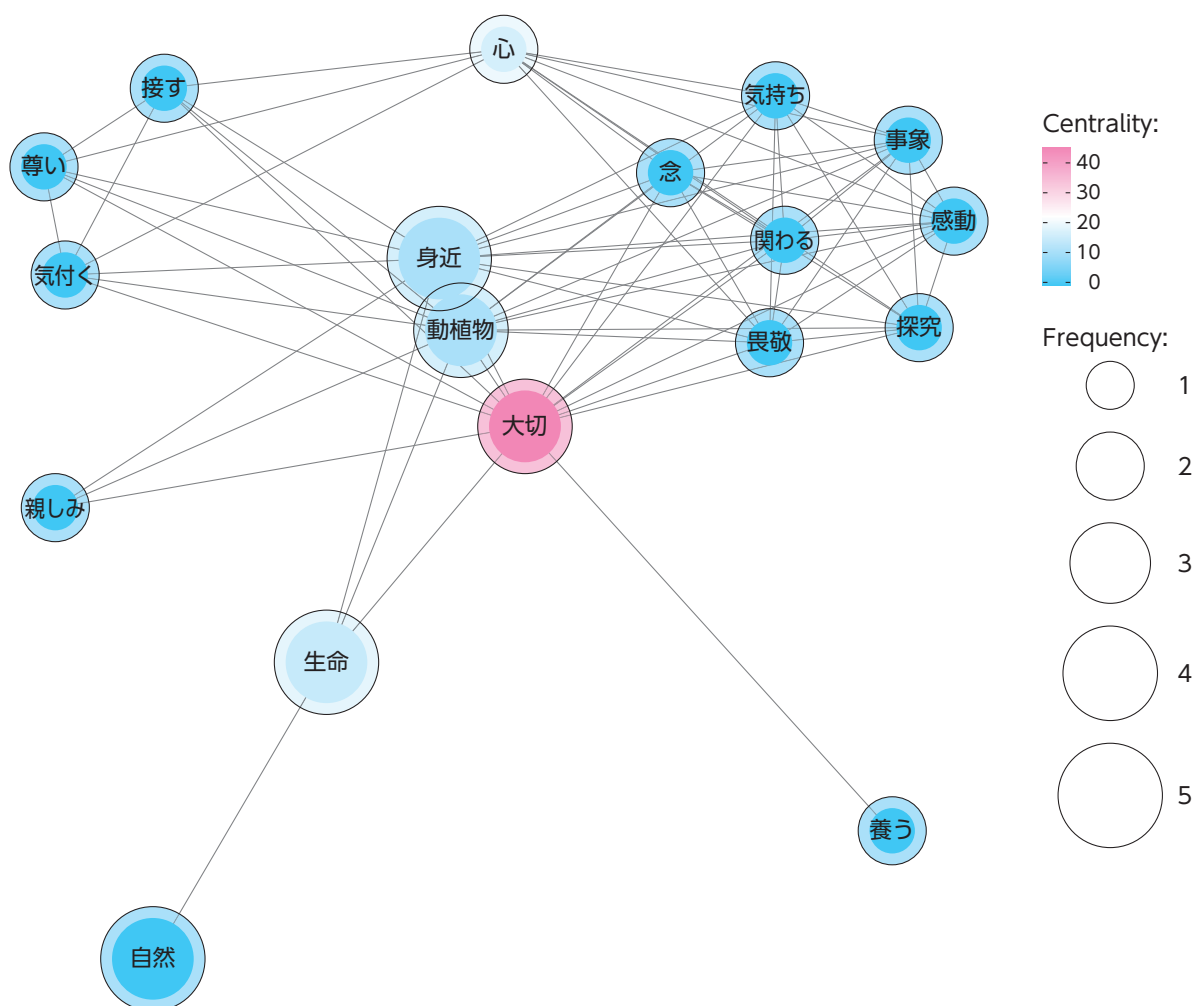 心
接す
気持ち
事象
尊い
念
感動
関わる
身近
気付く
動植物
探究
畏敬
大切
親しみ
生命
養う
自然
Centrality:
40
30
20
10
0
Frequency:
1
2
3
4
5